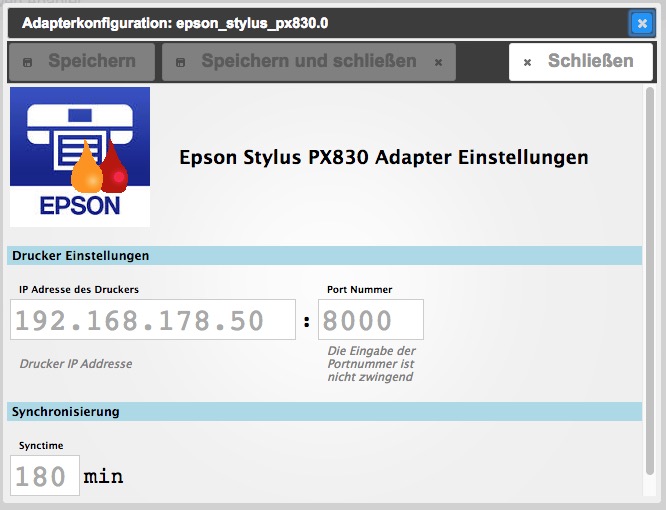 Adapterkonfiguration: epson_stylus_px830.0
Speichern Speichern und schließen Schließen
EPSON
Epson Stylus PX830 Adapter Einstellungen
Drucker Einstellungen
IP Adresse des Druckers Port Nummer
192.168.178.50 : 8000
Drucker IP Addresse
Die Eingabe der
Portnummer ist
nicht zwingend
Synchronisierung
Synctime
180 min